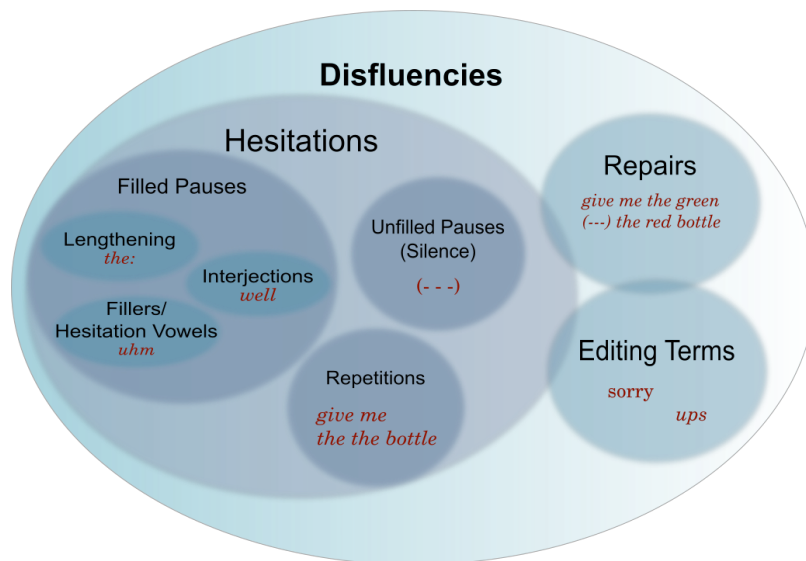 Disfluencies
Hesitations
Filled Pauses
Lengthening
the:
Interjections
well
Fillers/
Hesitation Vowels
uhm
Unfilled Pauses
(Silence)
(- - -)
Repetitions
give me
the the bottle
Repairs
give me the green
(---) the red bottle
Editing Terms
sorry
ups